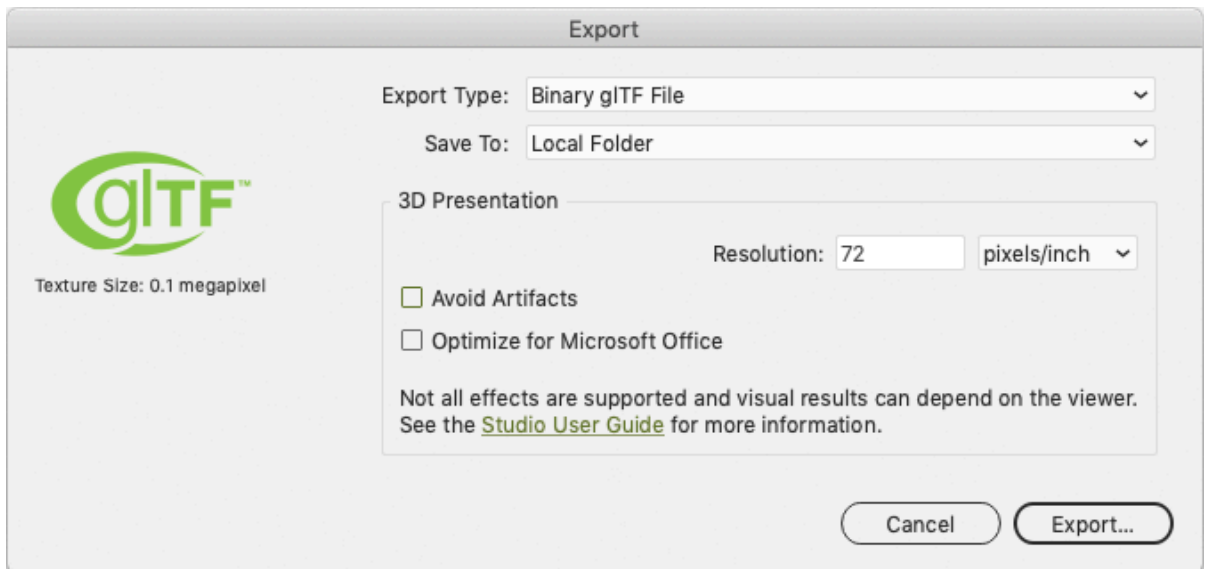 Export
Export Type: Binary glTF File
Save To: Local Folder
glTF™
Texture Size: 0.1 megapixel
3D Presentation
Resolution: 72 pixels/inch
Avoid Artifacts
Optimize for Microsoft Office
Not all effects are supported and visual results can depend on the viewer.
See the Studio User Guide for more information.
Cancel Export...